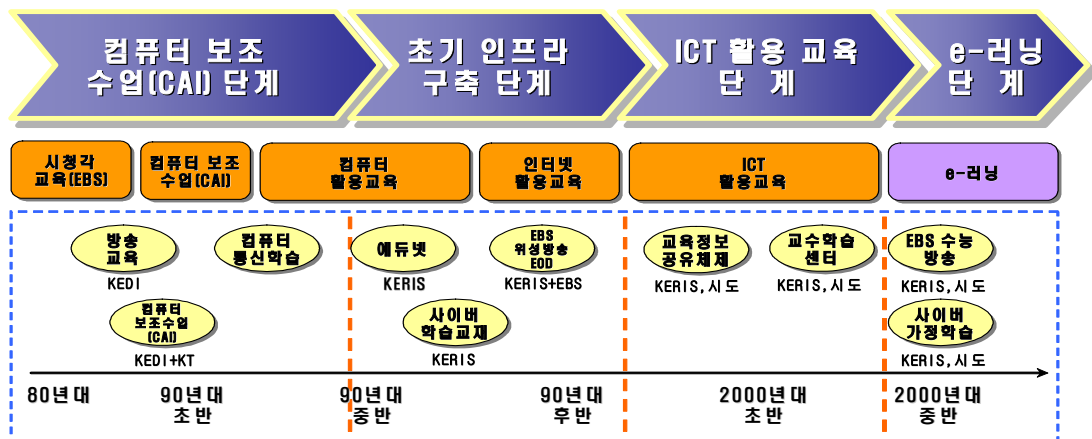 컴퓨터 보조
수업(CAI) 단계
초기 인프라
구축 단계
ICT 활용 교육
단 계
e-러닝
단 계
시청각
교육(EBS)
컴퓨터 보조
수업(CAI)
컴퓨터
활용교육
인터넷
활용교육
ICT
활용교육
e-러닝
방송
교육
KEDI
컴퓨터
통신학습
에듀넷
KERIS
EBS
위성방송
EOD
KERIS+EBS
교육정보
공유체제
KERIS,시도
교수학습
센터
KERIS,시도
EBS 수능
방송
KERIS,시도
컴퓨터
보조수업
(CAI)
KEDI+KT
사이버
학습교재
KERIS
사이버
가정학습
KERIS,시도
80년대
90년대
초반
90년대
중반
90년대
후반
2000년대
초반
2000년대
중반